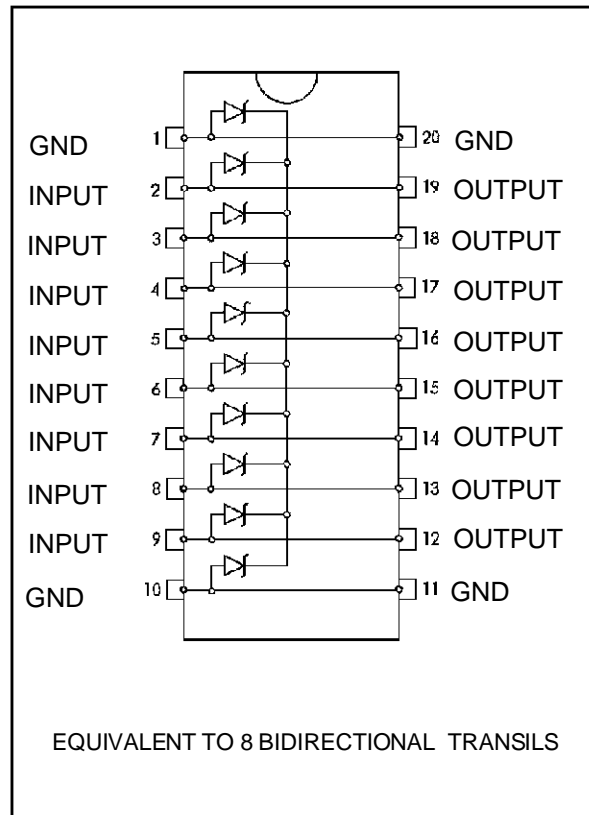 GND 1 20 GND
INPUT 2 19 OUTPUT
INPUT 3 18 OUTPUT
INPUT 4 17 OUTPUT
INPUT 5 16 OUTPUT
INPUT 6 15 OUTPUT
INPUT 7 14 OUTPUT
INPUT 8 13 OUTPUT
INPUT 9 12 OUTPUT
GND 10 11 GND
EQUIVALENT TO 8 BIDIRECTIONAL TRANSILS